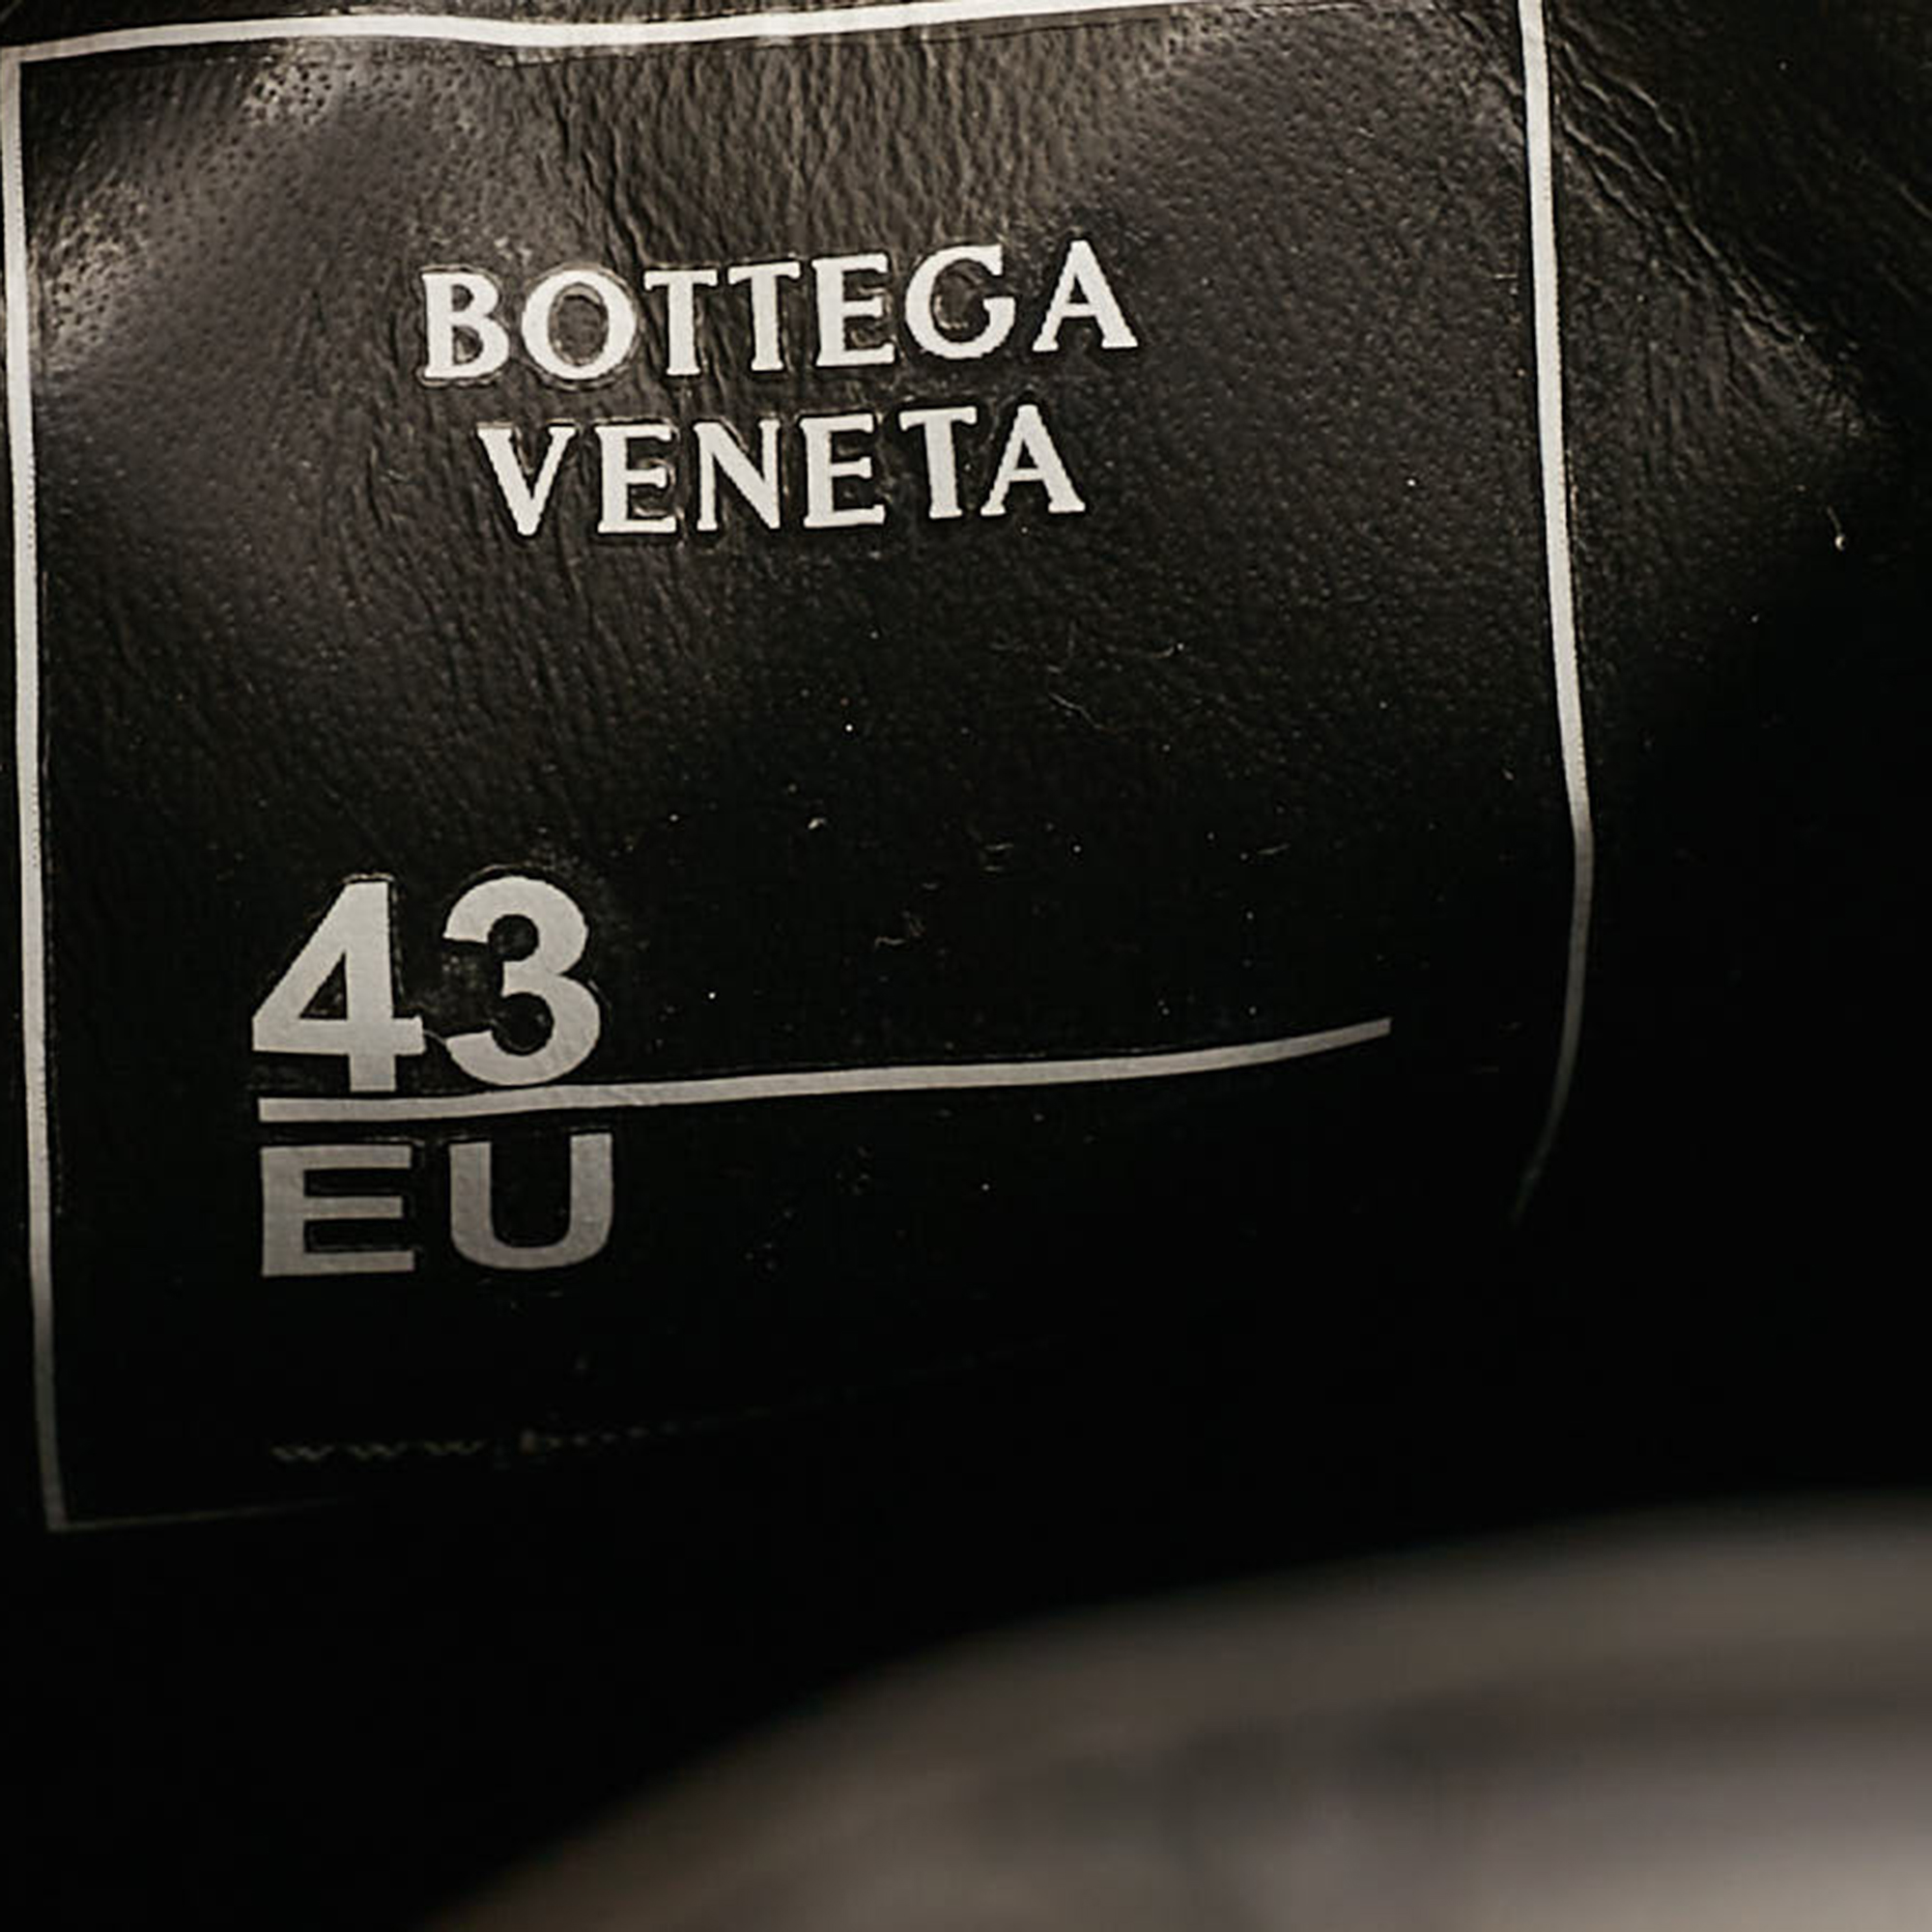 BOTTEGA
VENETA
43
EU